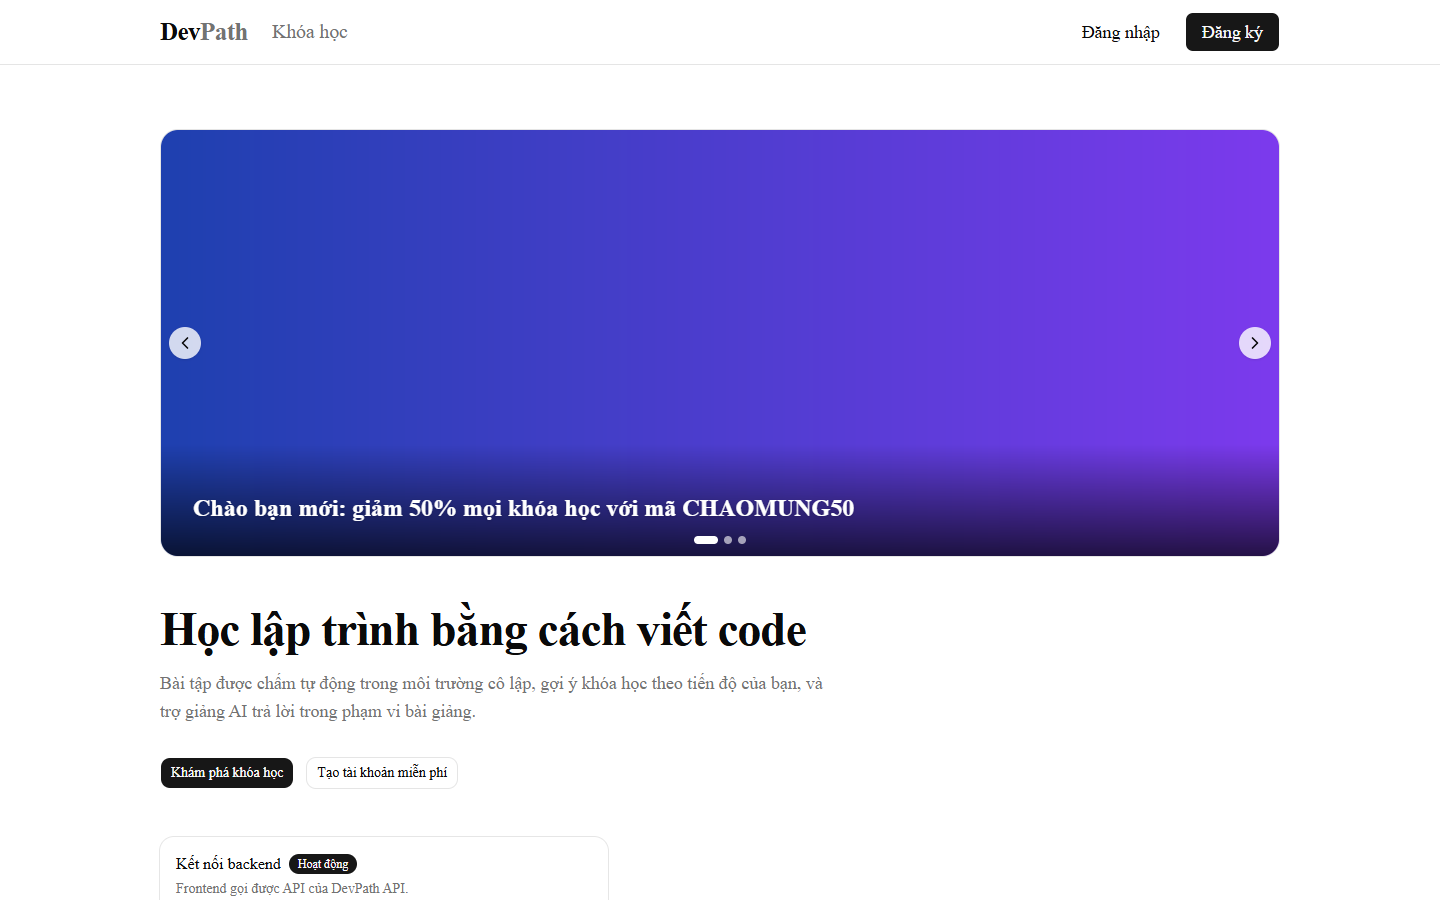 DevPath Khóa học Đăng nhập Đăng ký
Chào bạn mới: giảm 50% mọi khóa học với mã CHAOMUNG50
Học lập trình bằng cách viết code
Bài tập được chấm tự động trong môi trường cô lập, gợi ý khóa học theo tiến độ của bạn, và
trợ giảng AI trả lời trong phạm vi bài giảng.
Khám phá khóa học Tạo tài khoản miễn phí
Kết nối backend Hoạt động
Frontend gọi được API của DevPath API.